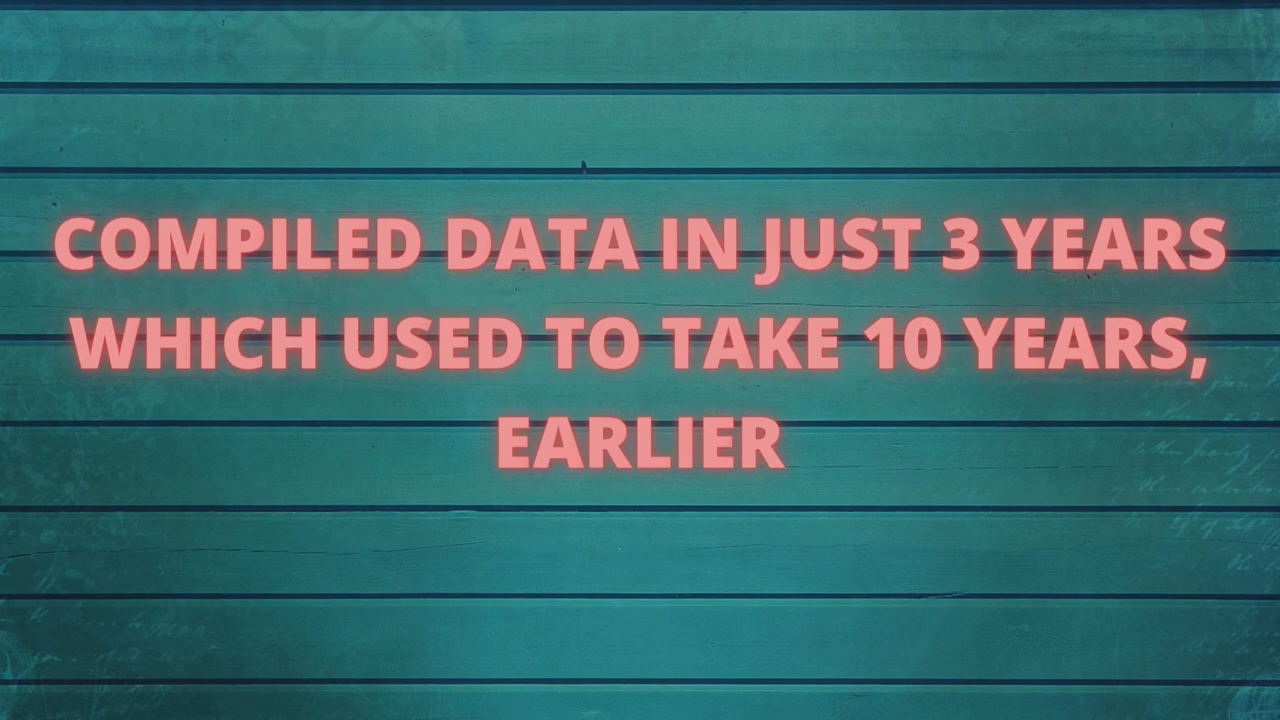 COMPILED DATA IN JUST 3 YEARS
WHICH USED TO TAKE 10 YEARS,
EARLIER